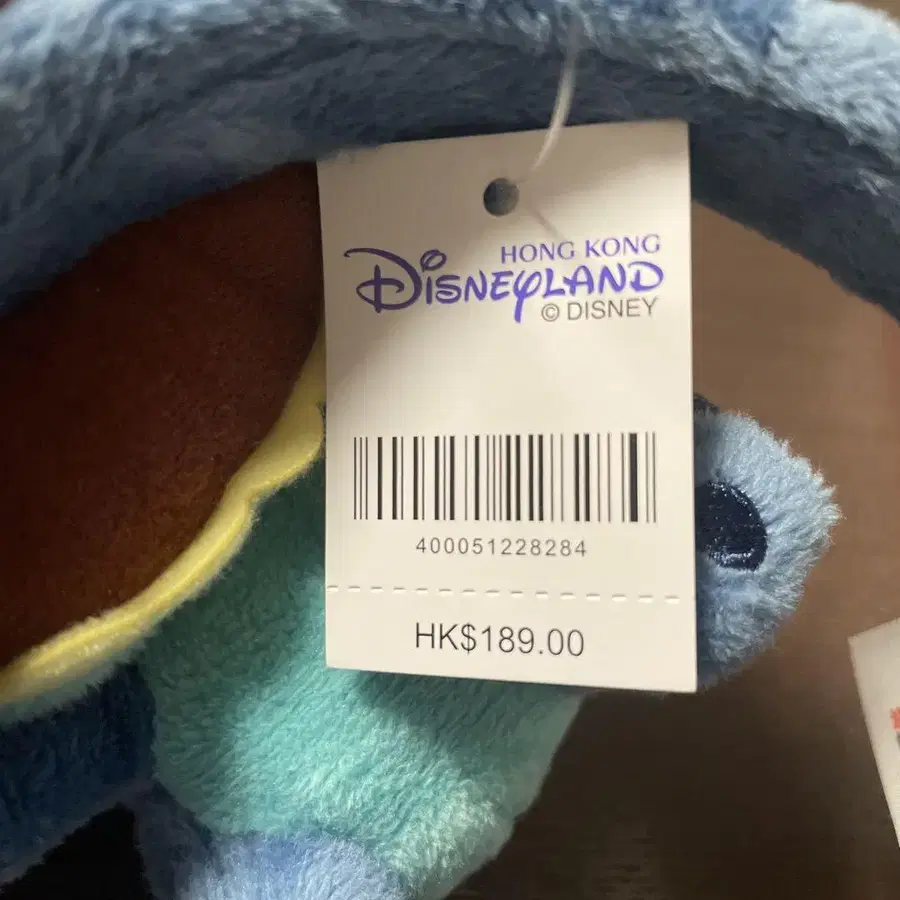 HONG KONG
DISNEYLAND
© DISNEY
400051228284
HK$189.00